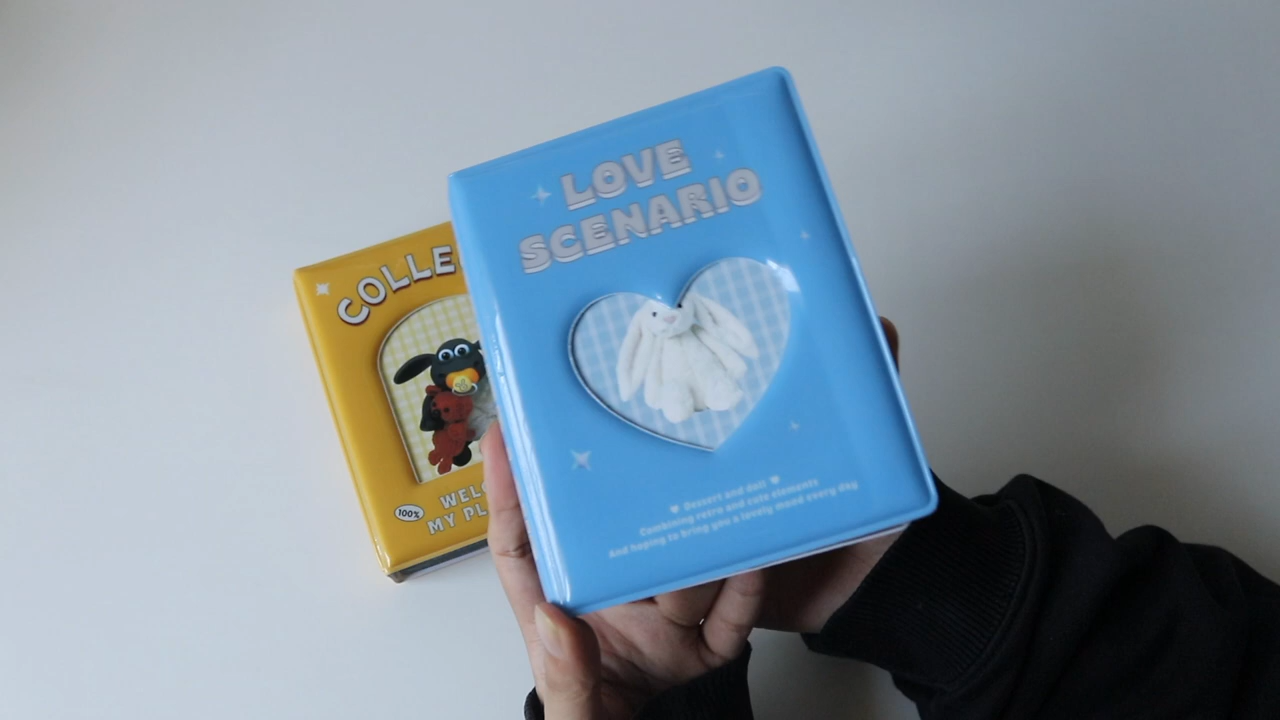 LOVE
SCENARIO
Dessert and doll
Combining retro and cute elements
And hoping to bring you a lovely mood every day
COLLE
100%
WELC
MY PL